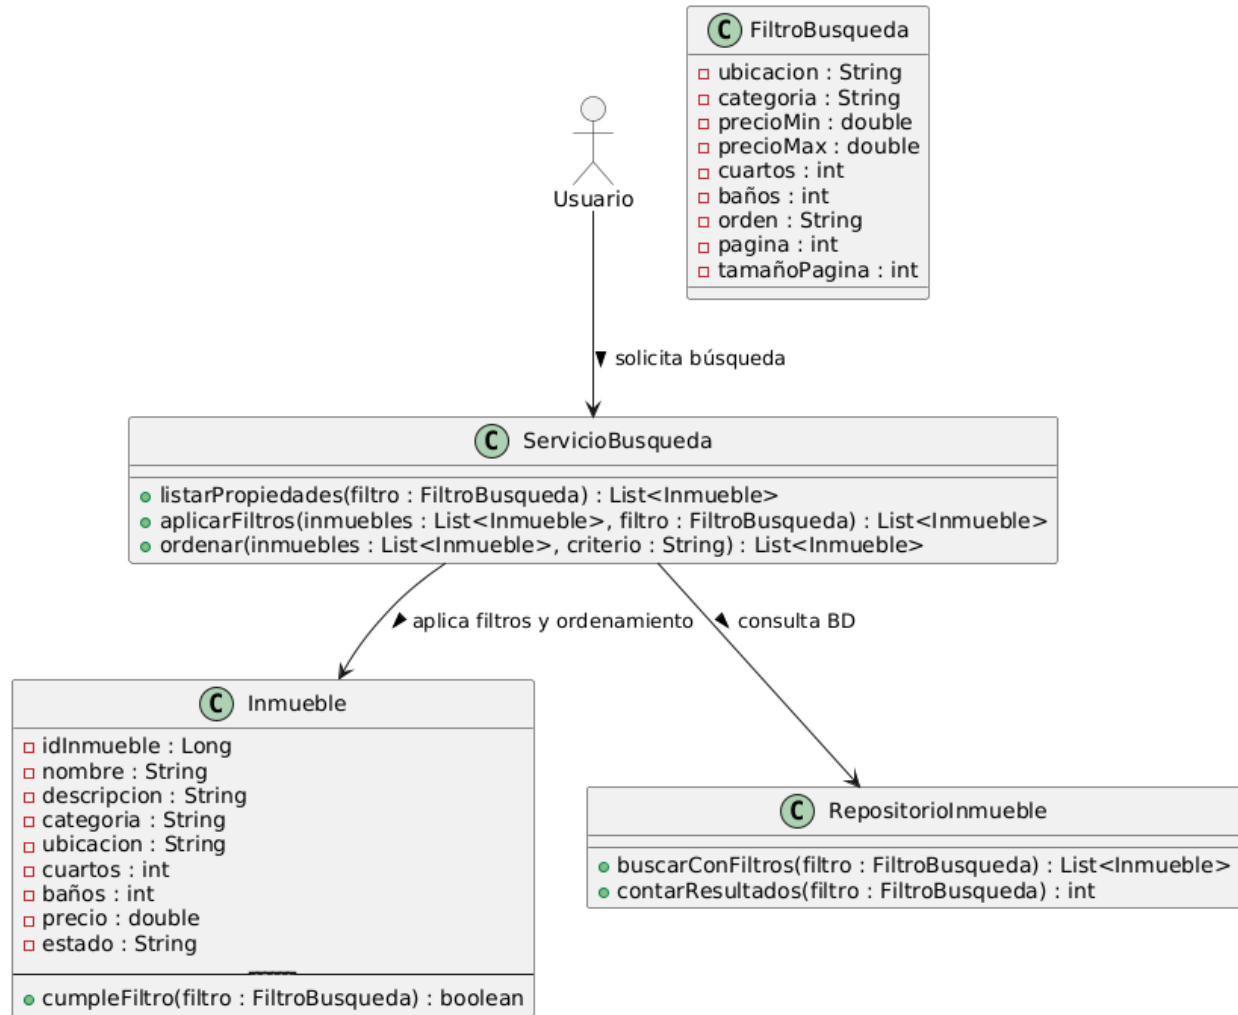 C FiltroBusqueda
ubicacion : String
categoria : String
precioMin : double
precioMax : double
cuartos : int
baños : int
orden : String
pagina : int
tamañoPagina : int
Usuario
solicita búsqueda
C ServicioBusqueda
listarPropiedades(filtro : FiltroBusqueda) : List<Inmueble>
aplicarFiltros(inmuebles : List<Inmueble>, filtro : FiltroBusqueda) : List<Inmueble>
ordenar(inmuebles : List<Inmueble>, criterio : String) : List<Inmueble>
aplica filtros y ordenamiento
consulta BD
C Inmueble
idInmueble : Long
nombre : String
descripcion : String
categoria : String
ubicacion : String
cuartos : int
baños : int
precio : double
estado : String
cumpleFiltro(filtro : FiltroBusqueda) : boolean
C RepositorioInmueble
buscarConFiltros(filtro : FiltroBusqueda) : List<Inmueble>
contarResultados(filtro : FiltroBusqueda) : int